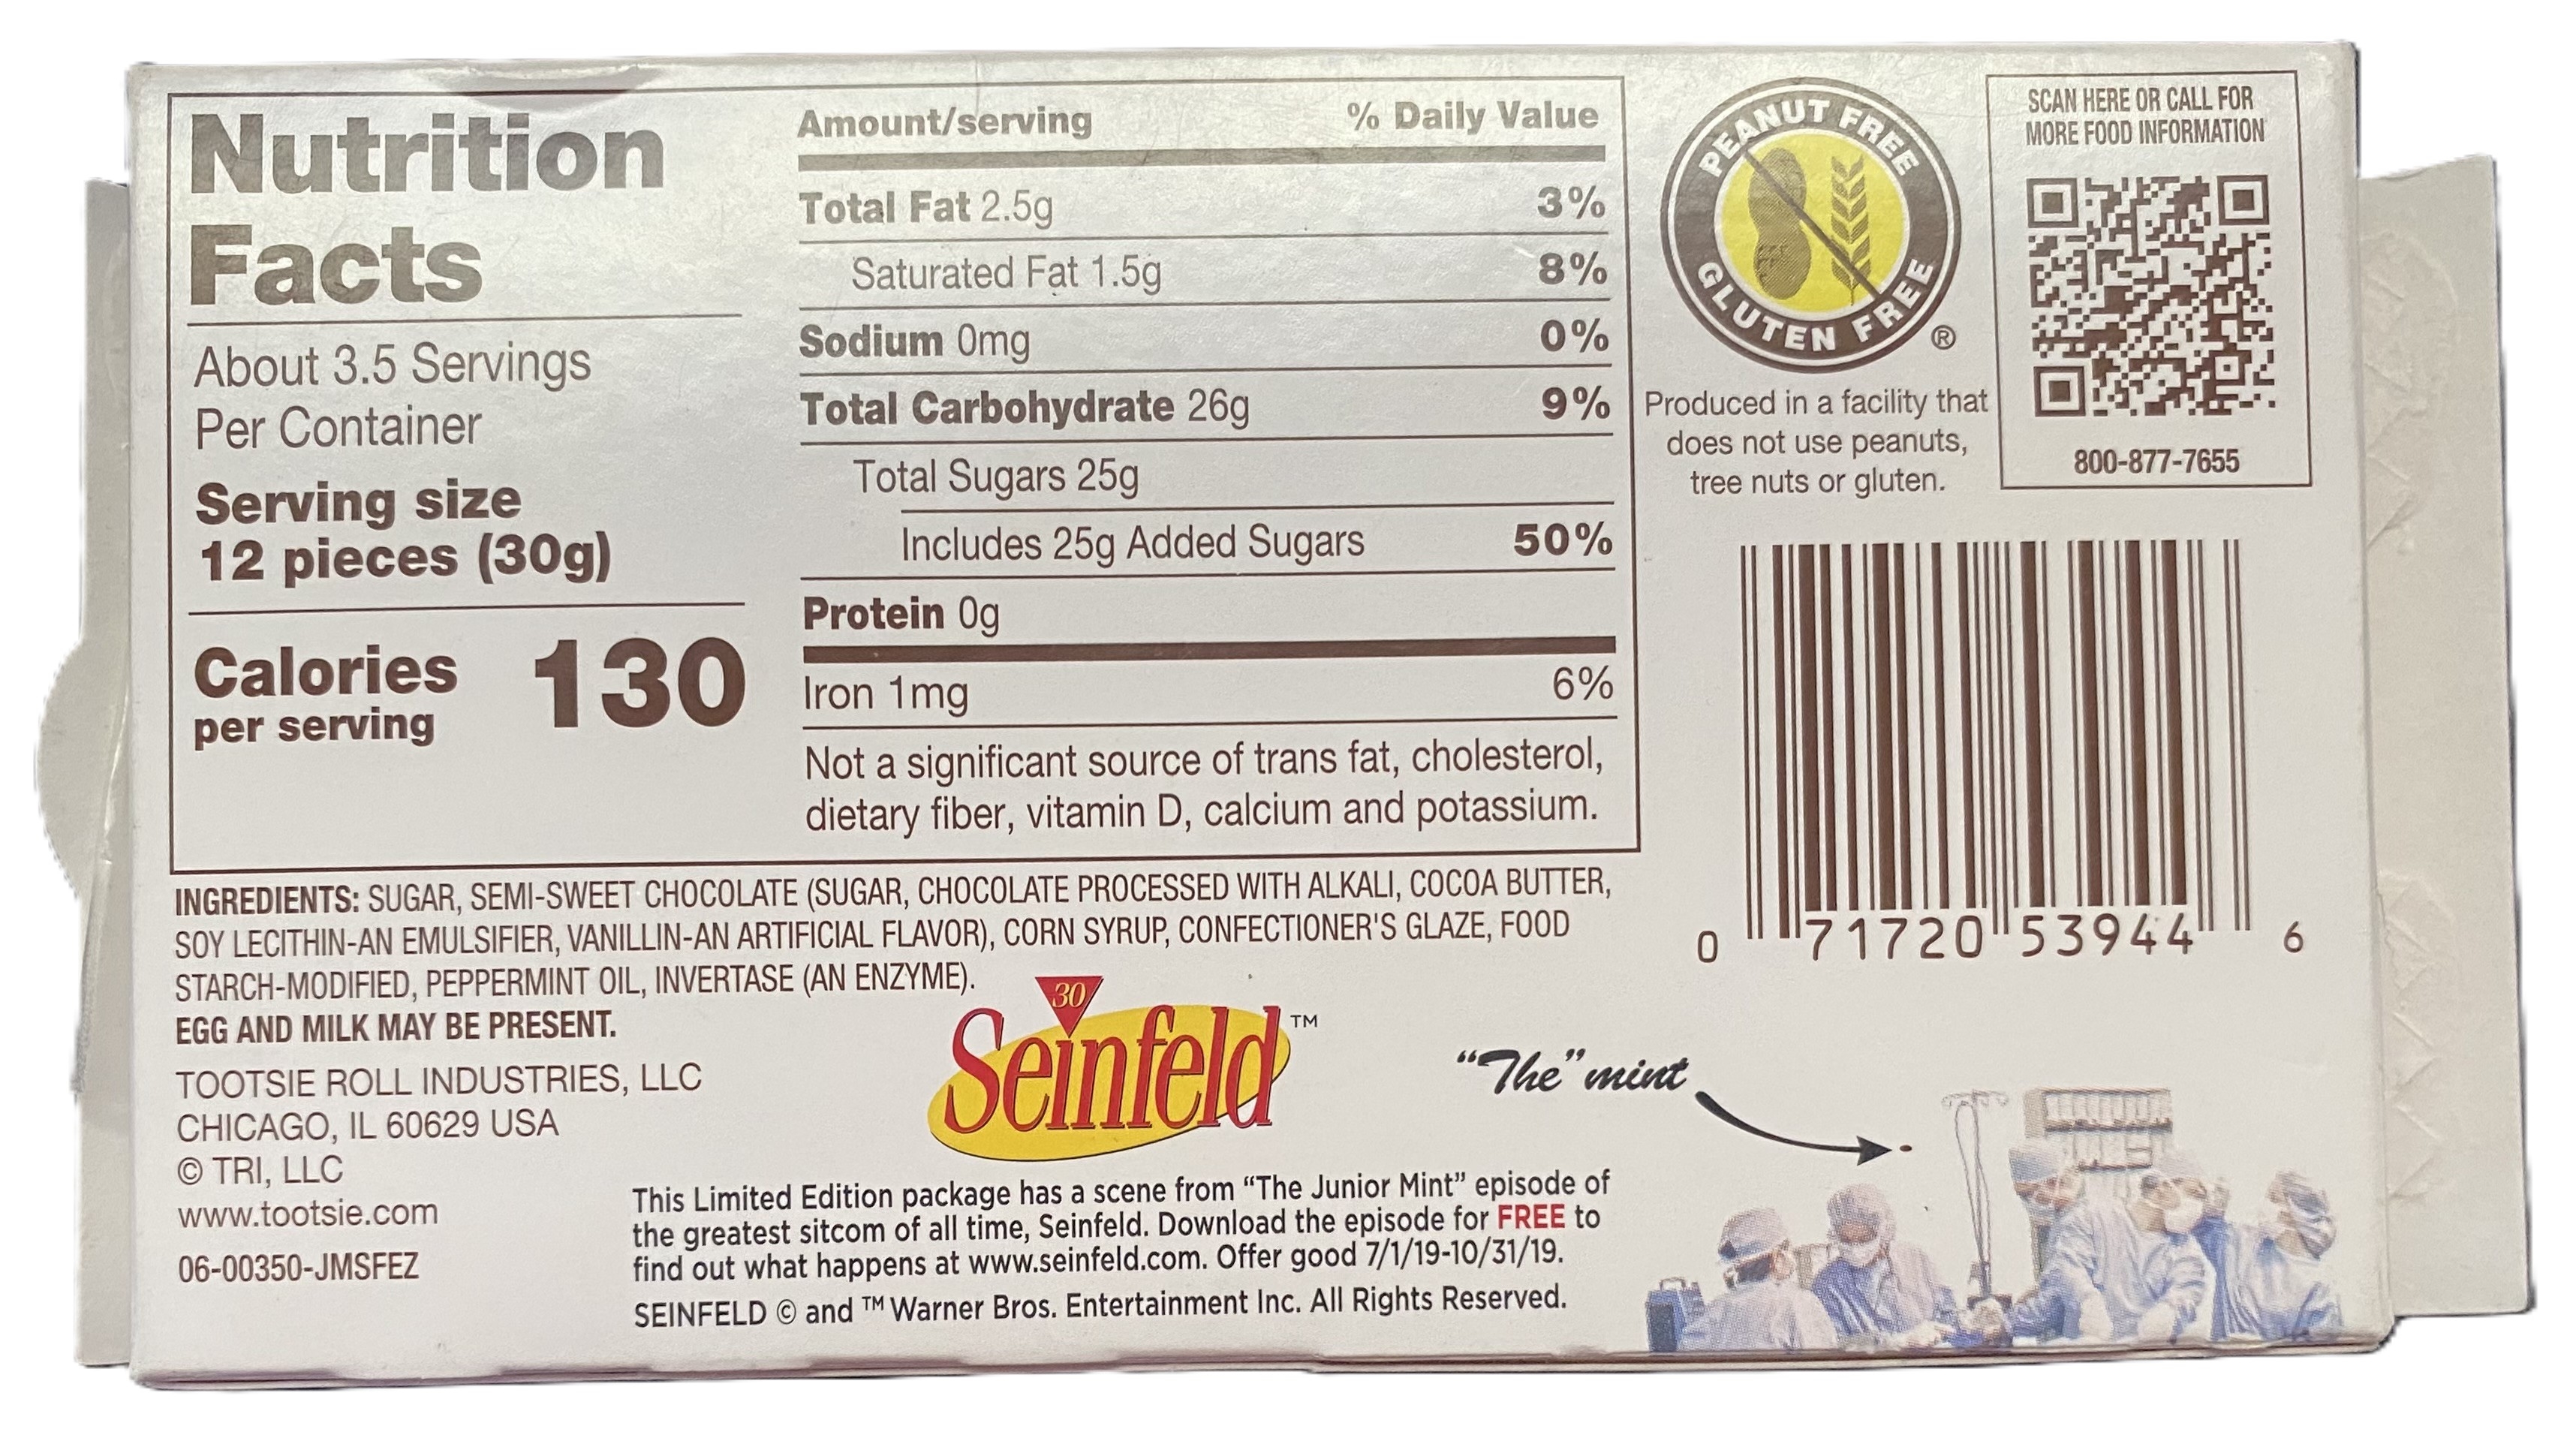 Nutrition
Facts
About 3.5 Servings
Per Container
Serving size
12 pieces (30g)
Calories 130
per serving
Amount/serving % Daily Value
Total Fat 2.5g 3%
Saturated Fat 1.5g 8%
Sodium 0mg 0%
Total Carbohydrate 26g 9%
Total Sugars 25g
Includes 25g Added Sugars 50%
Protein 0g
Iron 1mg 6%
Not a significant source of trans fat, cholesterol,
dietary fiber, vitamin D, calcium and potassium.
PEANUT FREE
GLUTEN FREE
®
Produced in a facility that
does not use peanuts,
tree nuts or gluten.
SCAN HERE OR CALL FOR
MORE FOOD INFORMATION
800-877-7655
0 71720 53944 6
INGREDIENTS: SUGAR, SEMI-SWEET CHOCOLATE (SUGAR, CHOCOLATE PROCESSED WITH ALKALI, COCOA BUTTER,
SOY LECITHIN-AN EMULSIFIER, VANILLIN-AN ARTIFICIAL FLAVOR), CORN SYRUP, CONFECTIONER'S GLAZE, FOOD
STARCH-MODIFIED, PEPPERMINT OIL, INVERTASE (AN ENZYME).
EGG AND MILK MAY BE PRESENT.
TOOTSIE ROLL INDUSTRIES, LLC
CHICAGO, IL 60629 USA
© TRI, LLC
www.tootsie.com
06-00350-JMSFEZ
30
Seinfeld™
"The" mint
This Limited Edition package has a scene from “The Junior Mint” episode of
the greatest sitcom of all time, Seinfeld. Download the episode for FREE to
find out what happens at www.seinfeld.com. Offer good 7/1/19-10/31/19.
SEINFELD © and ™ Warner Bros. Entertainment Inc. All Rights Reserved.